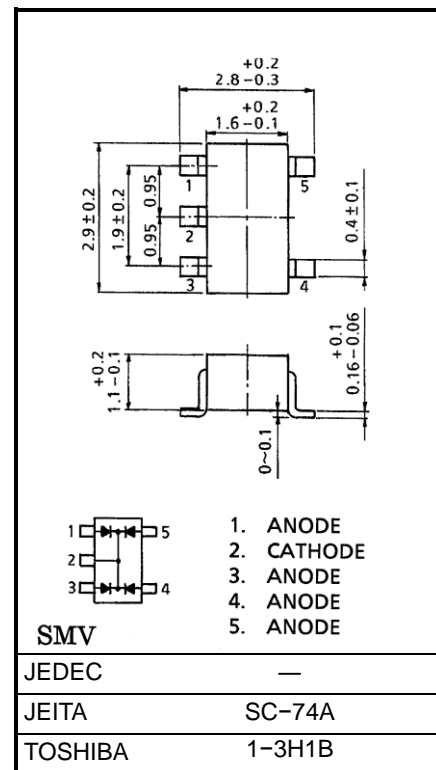 +0.2
2.8−0.3
+0.2
1.6−0.1
2.9±0.2
1.9±0.2
0.95
0.95
1
2
3
5
4
0.4±0.1
+0.2
1.1−0.1
+0.1
0.16−0.06
0~0.1
1
2
3
5
4
1. ANODE
2. CATHODE
3. ANODE
4. ANODE
5. ANODE
SMV
JEDEC —
JEITA SC−74A
TOSHIBA 1−3H1B